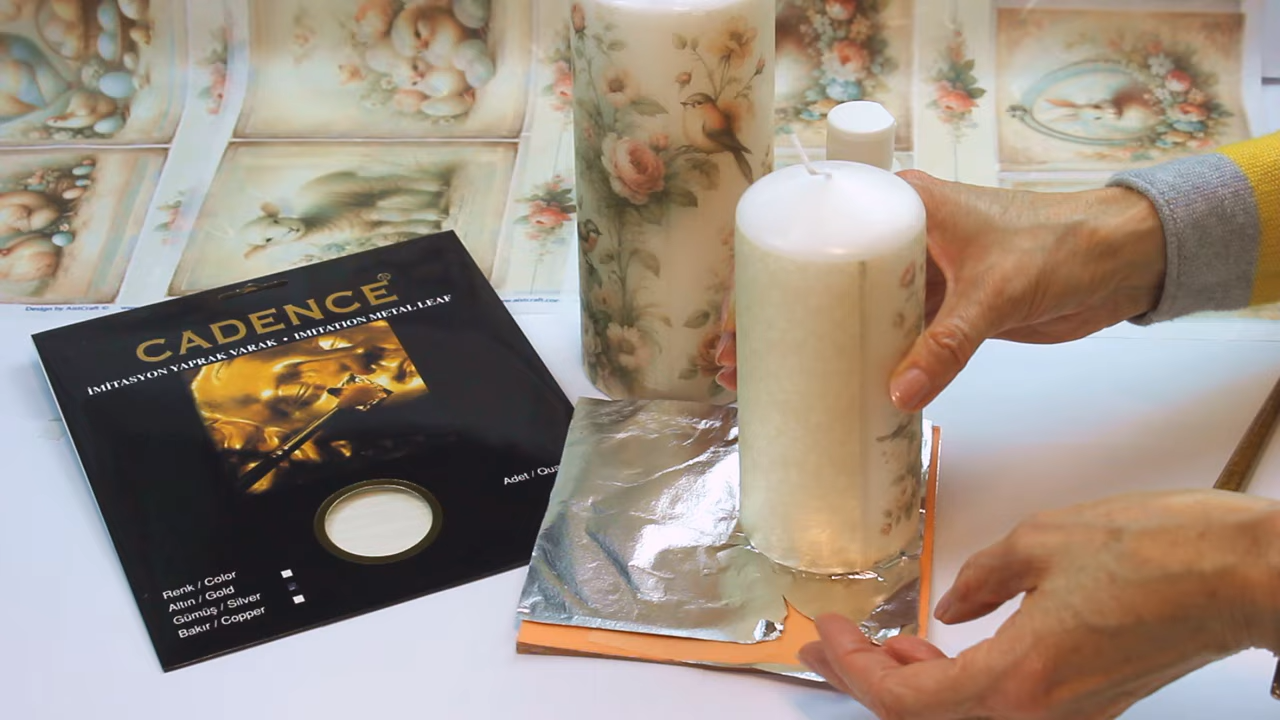 CADENCE®
İMİTASYON YAPRAK VARAK • IMITATION METAL LEAF
Adet / Qua
Renk / Color
Altın / Gold
Gümüş / Silver
Bakır / Copper
Design by AistCraft ©